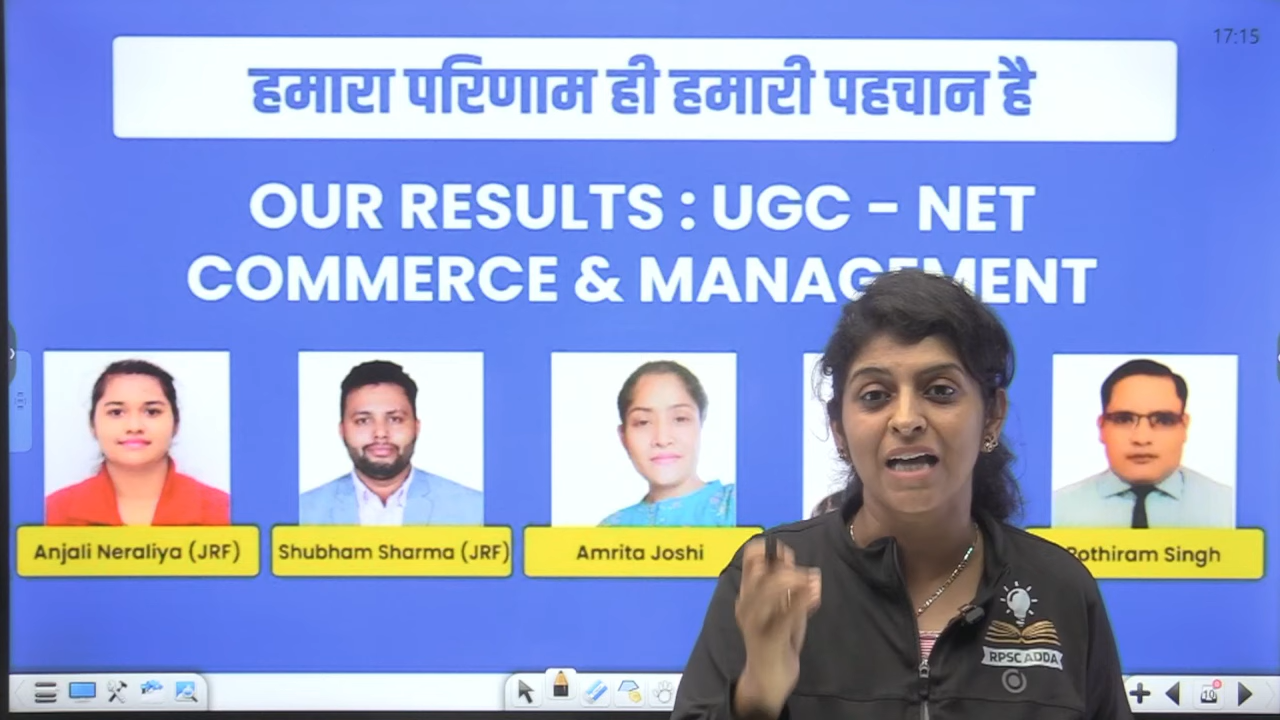 17:15
हमारा परिणाम ही हमारी पहचान है
OUR RESULTS : UGC - NET
COMMERCE & MANAGEMENT
Anjali Neraliya (JRF)
Shubham Sharma (JRF)
Amrita Joshi
Singh
RPSC ADDA